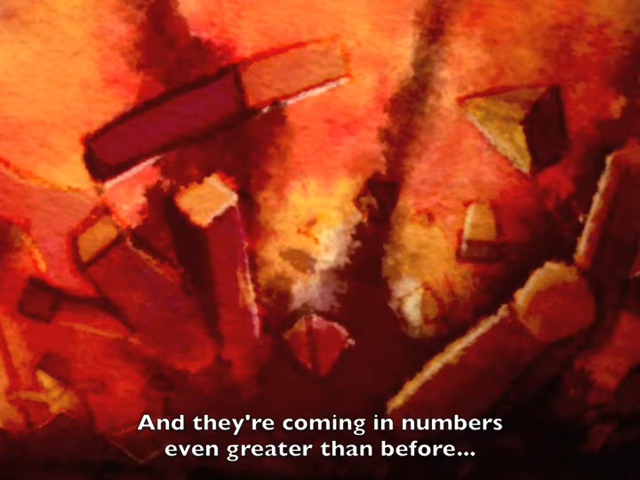 And they're coming in numbers
even greater than before...